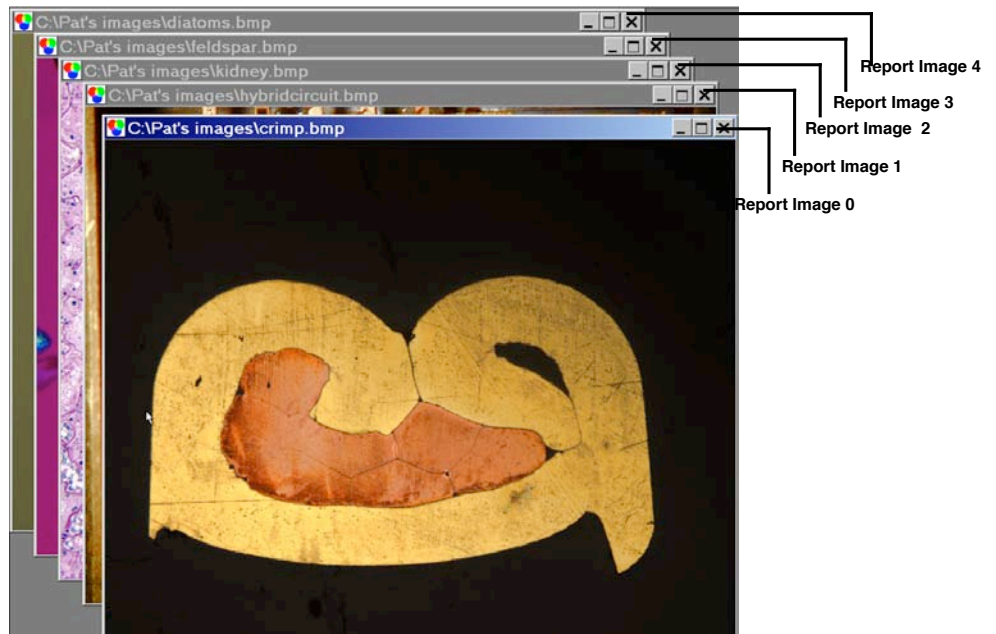 C:\Pat's images\diatoms.bmp
C:\Pat's images\feldspar.bmp
C:\Pat's images\kidney.bmp
C:\Pat's images\hybridcircuit.bmp
C:\Pat's images\crimp.bmp
Report Image 4
Report Image 3
Report Image 2
Report Image 1
Report Image 0